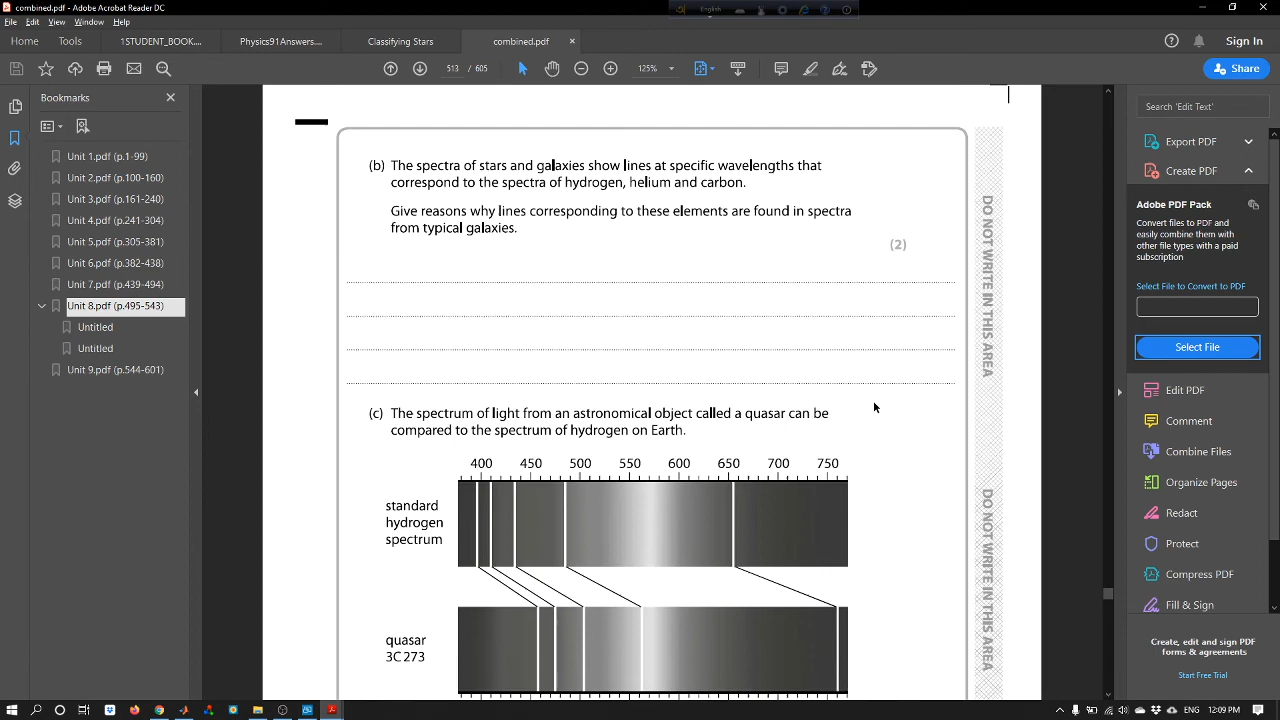 combined.pdf - Adobe Acrobat Reader DC
English
File Edit View Window Help
Home Tools 1STUDENT_BOOK.... Physics91Answers.... Classifying Stars combined.pdf Sign In
513 / 605 125% Share
Bookmarks
Unit 1.pdf (p.1-99)
Unit 2.pdf (p.100-160)
Unit 3.pdf (p.161-240)
Unit 4.pdf (p.241-304)
Unit 5.pdf (p.305-381)
Unit 6.pdf (p.382-438)
Unit 7.pdf (p.439-494)
Unit 8.pdf (p.495-543)
Untitled
Untitled
Unit 9.pdf (p.544-601)
(b) The spectra of stars and galaxies show lines at specific wavelengths that
correspond to the spectra of hydrogen, helium and carbon.
Give reasons why lines corresponding to these elements are found in spectra
from typical galaxies.
(2)
(c) The spectrum of light from an astronomical object called a quasar can be
compared to the spectrum of hydrogen on Earth.
400 450 500 550 600 650 700 750
standard
hydrogen
spectrum
quasar
3C 273
DO NOT WRITE IN THIS AREA
DO NOT WRITE IN THIS AREA
Search 'Edit Text'
Export PDF
Create PDF
Adobe PDF Pack
Convert files to PDF and
easily combine them with
other file types with a paid
subscription
Select File to Convert to PDF
Select File
Edit PDF
Comment
Combine Files
Organize Pages
Redact
Protect
Compress PDF
Fill & Sign
Create, edit and sign PDF
forms & agreements
Start Free Trial
12:09 PM